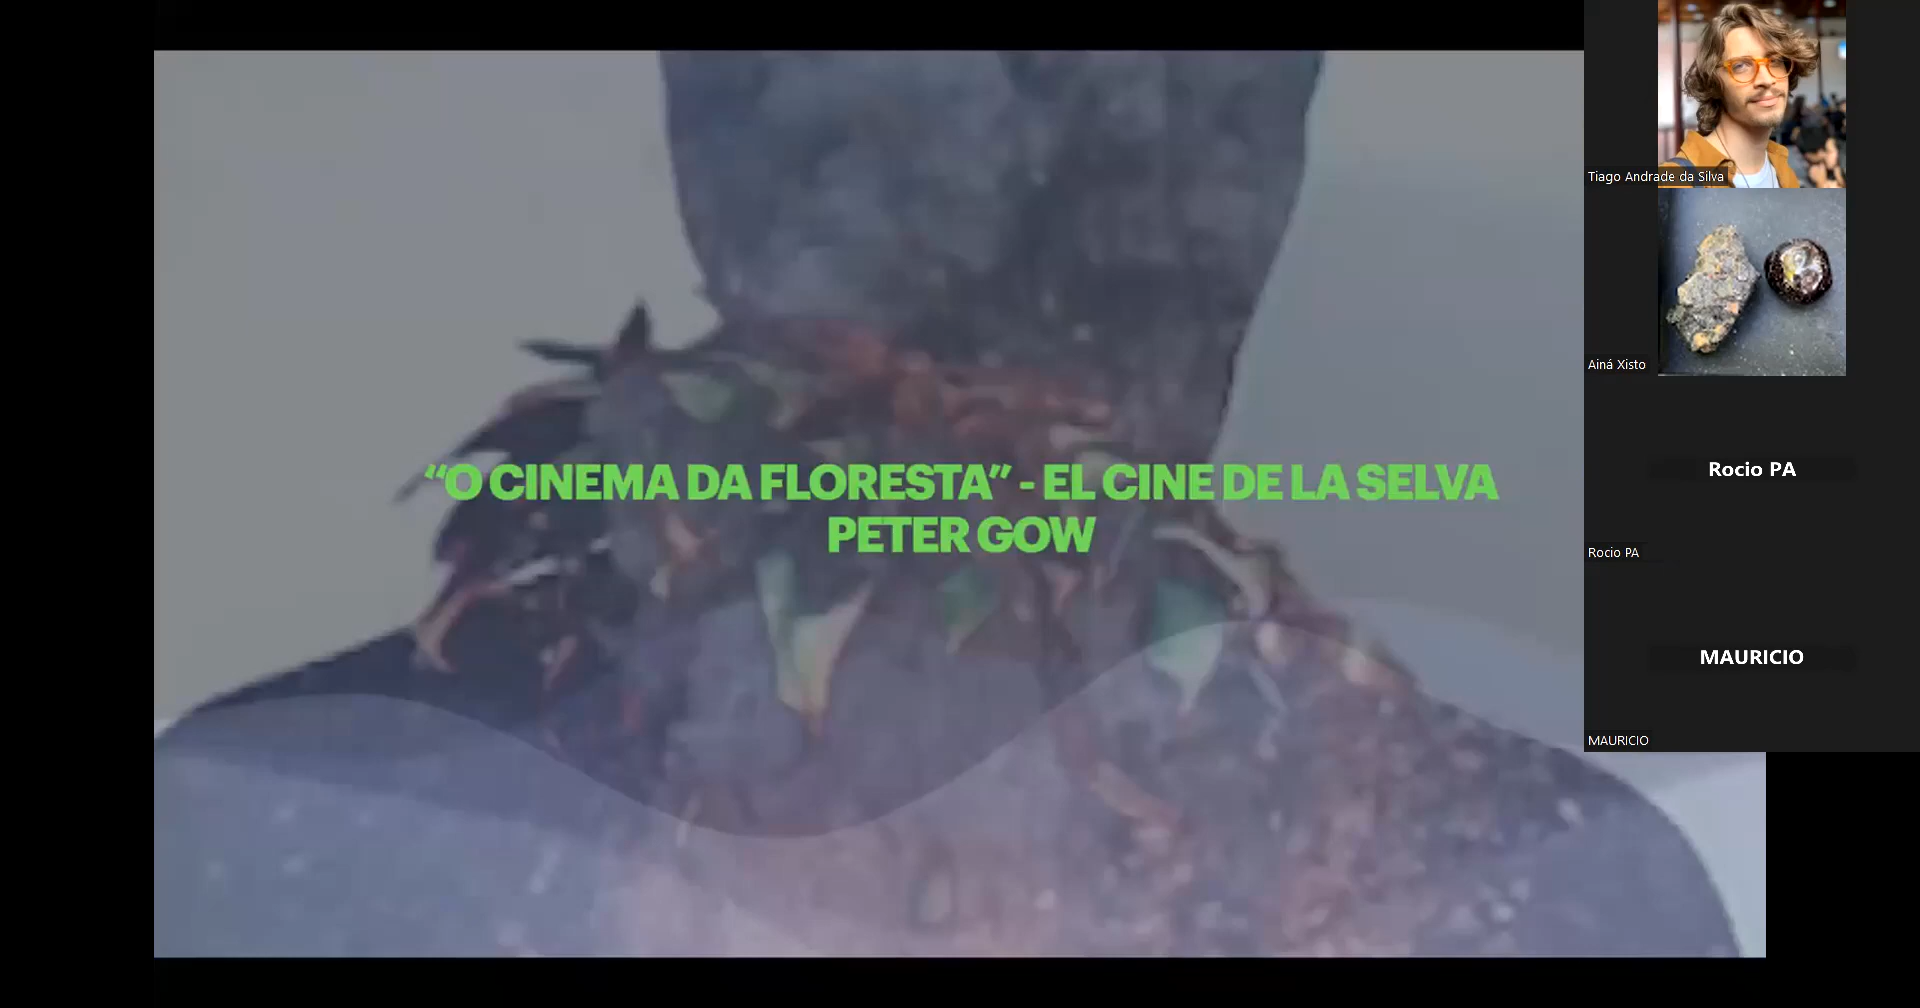 “O CINEMA DA FLORESTA” - EL CINE DE LA SELVA
PETER GOW
Tiago Andrade da Silva
Ainá Xisto
Rocio PA
Rocio PA
MAURICIO
MAURICIO